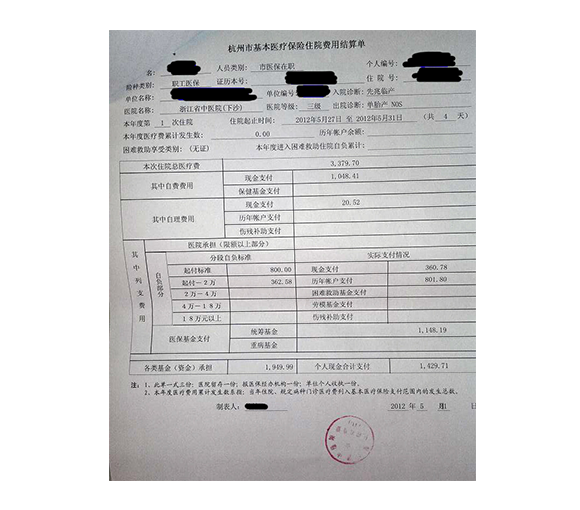 杭州市基本医疗保险住院费用结算单
名: 人员类别: 市医保在职 个人编号:
险种类别: 职工医保 证历本号: 住院号:
单位名称: 单位编号: 入院诊断: 先兆临产
医院名称: 浙江省中医院(下沙) 医院等级: 三级 出院诊断: 单胎产 NOS
本年度第 1 次住院 住院起止时间: 2012年5月27日 至 2012年5月31日 (共 4 天)
本年度医疗费累计发生数: 0.00 历年帐户余额:
困难救助享受类别: (无证) 本年度进入困难救助住院自负累计:
本次住院总医疗费 3,379.70
其中自费费用 现金支付 1,048.41
保健基金支付
其中自理费用 现金支付 20.52
历年帐户支付
伤残补助支付
其中列支费用 医院承担(限额以上部分)
自负部分 分段自负标准 实际支付情况
起付标准 800.00 现金支付 360.78
起付-2万 362.58 历年帐户支付 801.80
2万-4万 困难救助基金支付
4万-18万 劳模基金支付
18万元以上 伤残补助支付
医保基金支付 统筹基金 1,148.19
重病基金
各类基金(资金)承担 1,949.99 个人现金合计支付 1,429.71
注: 1、此单一式三份: 医院留存一份; 报医保经办机构一份; 单位个人收执一份。
2、本年度医疗费累计发生数系指: 当年住院、规定病种门诊医疗费列入基本医疗保险支付范围内的发生总数。
制表人: 2012 年 5 月 日